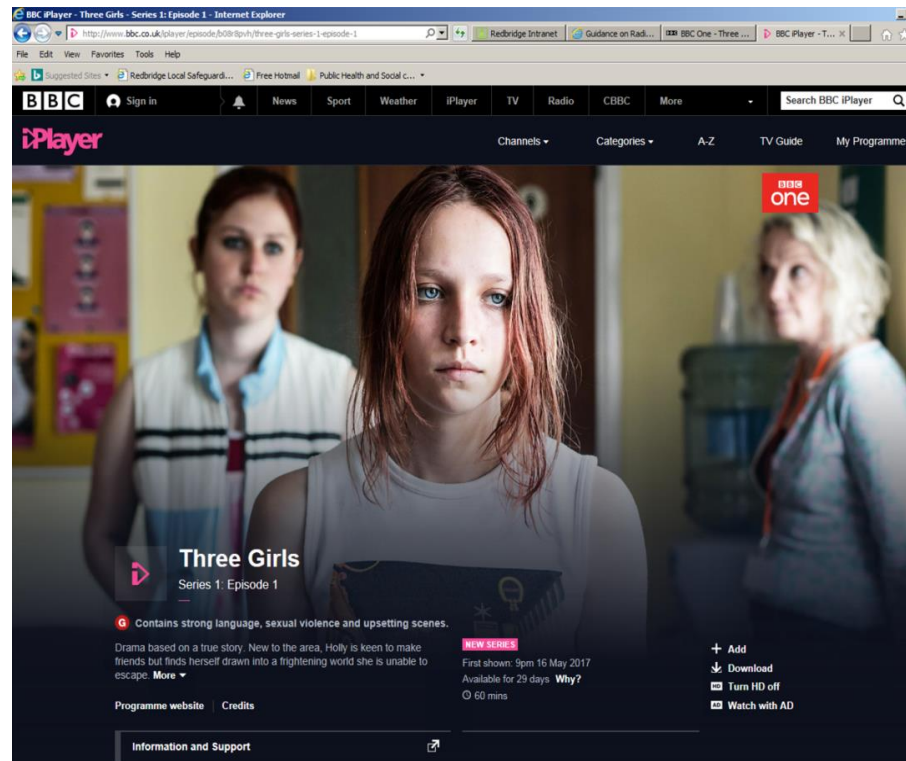 BBC iPlayer - Three Girls - Series 1: Episode 1 - Internet Explorer
http://www.bbc.co.uk/iplayer/episode/b08r8pvh/three-girls-series-1-episode-1
Redbridge Intranet
Guidance on Radi...
BBC One - Three ...
BBC iPlayer - T...
File Edit View Favorites Tools Help
Suggested Sites
Redbridge Local Safeguardi...
Free Hotmail
Public Health and Social c...
BBC
Sign in
News Sport Weather iPlayer TV Radio CBBC More
Search BBC iPlayer
iPlayer
Channels Categories A-Z TV Guide My Programme
BBC
one
Three Girls
Series 1: Episode 1
G Contains strong language, sexual violence and upsetting scenes.
Drama based on a true story. New to the area, Holly is keen to make
friends but finds herself drawn into a frightening world she is unable to
escape. More
NEW SERIES
First shown: 9pm 16 May 2017
Available for 29 days Why?
60 mins
+ Add
Download
HD Turn HD off
AD Watch with AD
Programme website | Credits
Information and Support